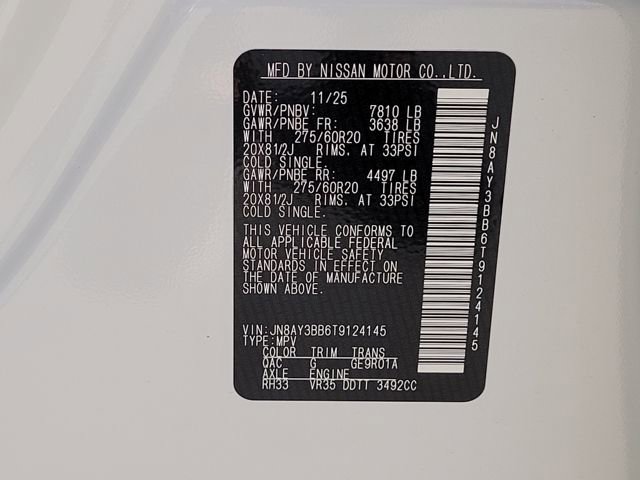 MFD BY NISSAN MOTOR CO.,LTD.
DATE: 11/25
GVWR/PNBV: 7810 LB
GAWR/PNBE FR: 3638 LB
WITH 275/60R20 TIRES
20X81/2J RIMS, AT 33PSI
COLD SINGLE.
GAWR/PNBE RR: 4497 LB
WITH 275/60R20 TIRES
20X81/2J RIMS, AT 33PSI
COLD SINGLE.
THIS VEHICLE CONFORMS TO
ALL APPLICABLE FEDERAL
MOTOR VEHICLE SAFETY
STANDARDS IN EFFECT ON
THE DATE OF MANUFACTURE
SHOWN ABOVE.
VIN:JN8AY3BB6T9124145
TYPE:MPV
COLOR TRIM TRANS
QAC G GE9R01A
AXLE ENGINE
RH33 VR35 DDTT 3492CC
JN8AY3BB6T9124145